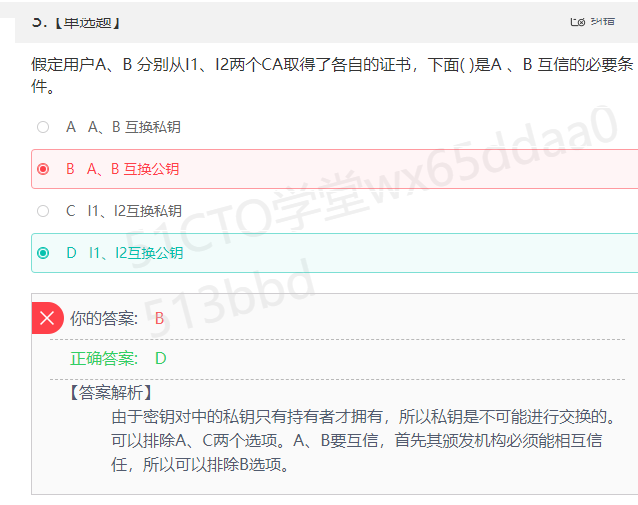 5.【单选题】 纠错
假定用户A、B 分别从I1、I2两个CA取得了各自的证书，下面( )是A 、B 互信的必要条
件。
A A、B 互换私钥
B A、B 互换公钥
C I1、I2互换私钥
D I1、I2互换公钥
51CTO学堂wx65ddaa0
513bbd
你的答案: B
正确答案: D
【答案解析】
由于密钥对中的私钥只有持有者才拥有，所以私钥是不可能进行交换的。
可以排除A、C两个选项。A、B要互信，首先其颁发机构必须能相互信
任，所以可以排除B选项。